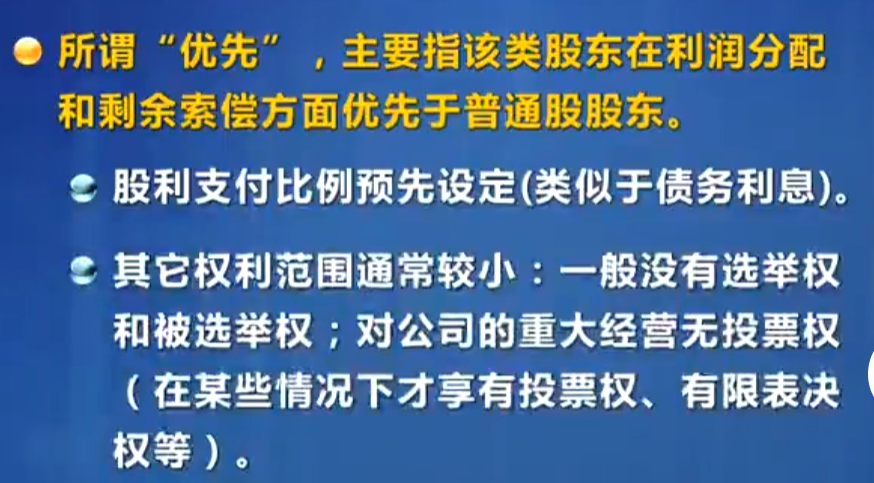 所谓“优先”，主要指该类股东在利润分配
和剩余索偿方面优先于普通股股东。
股利支付比例预先设定(类似于债务利息)。
其它权利范围通常较小：一般没有选举权
和被选举权；对公司的重大经营无投票权
（在某些情况下才享有投票权、有限表决
权等）。